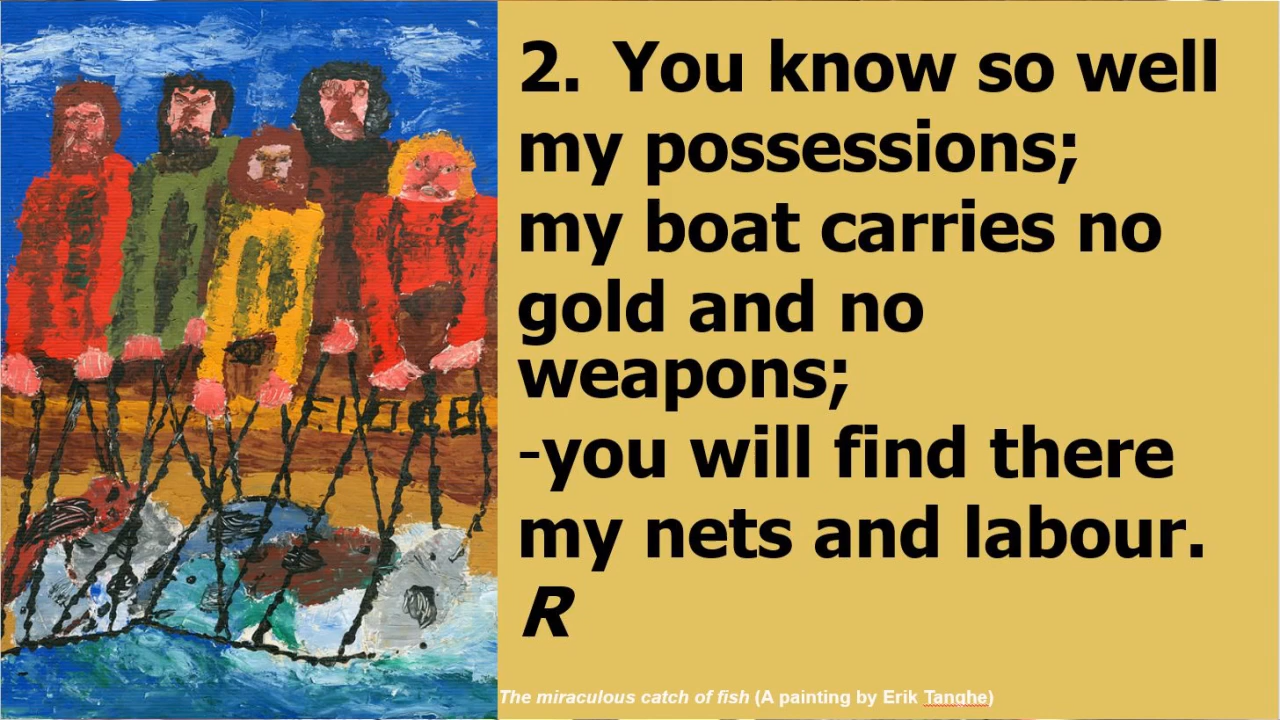 2. You know so well
my possessions;
my boat carries no
gold and no
weapons;
-you will find there
my nets and labour.
R
The miraculous catch of fish (A painting by Erik Tanghe)